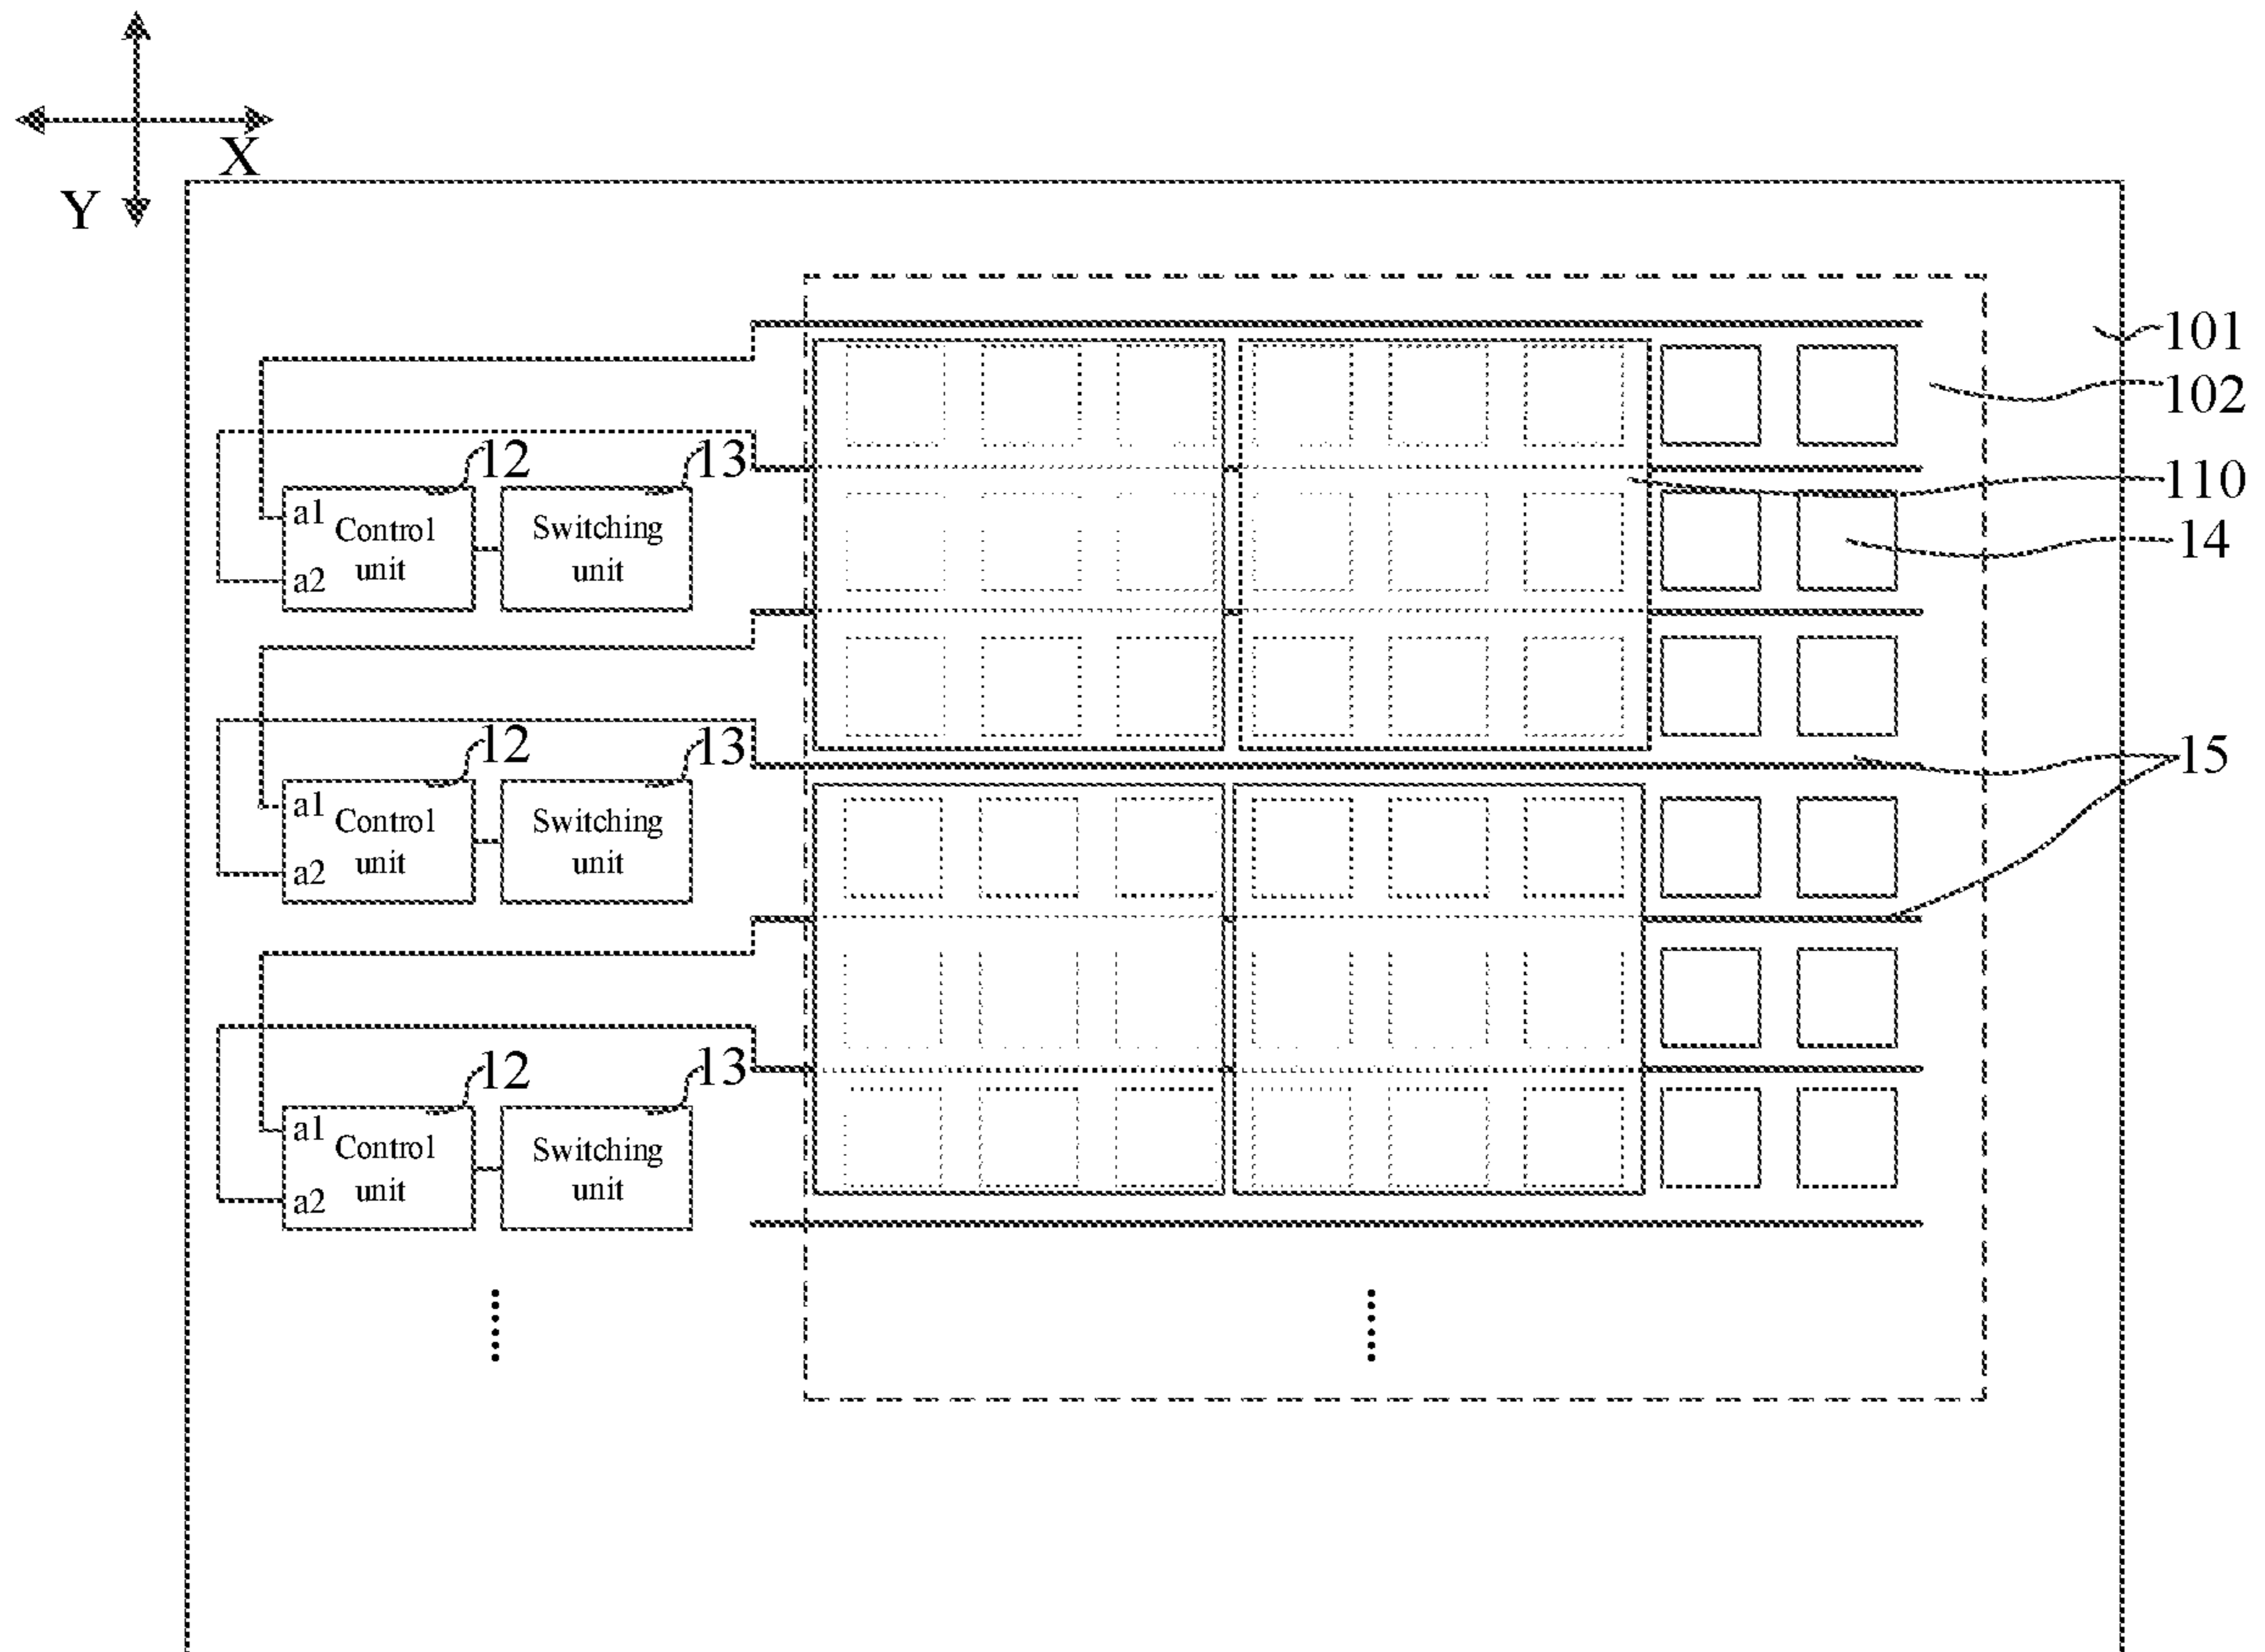 X
Y
101
102
12
13
110
a1
Control
unit
a2
Switching
unit
14
12
13
15
a1
Control
unit
a2
Switching
unit
12
13
a1
Control
unit
a2
Switching
unit